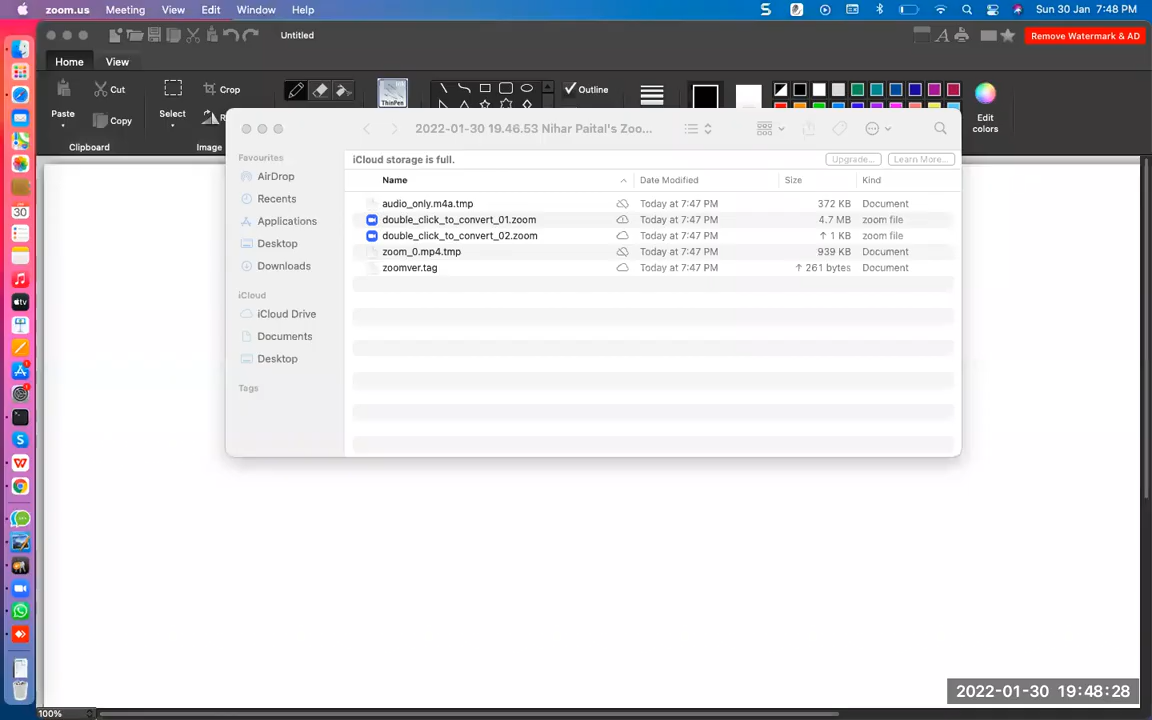 zoom.us Meeting View Edit Window Help Sun 30 Jan 7:48 PM
Untitled Remove Watermark & AD
Home View
Paste Cut Copy Select Crop ThinPen Outline Edit colors
Clipboard Image
2022-01-30 19.46.53 Nihar Paital's Zoo...
Favourites
AirDrop
Recents
Applications
Desktop
Downloads
iCloud
iCloud Drive
Documents
Desktop
Tags
iCloud storage is full. Upgrade... Learn More...
Name Date Modified Size Kind
audio_only.m4a.tmp Today at 7:47 PM 372 KB Document
double_click_to_convert_01.zoom Today at 7:47 PM 4.7 MB zoom file
double_click_to_convert_02.zoom Today at 7:47 PM ↑ 1 KB zoom file
zoom_0.mp4.tmp Today at 7:47 PM 939 KB Document
zoomver.tag Today at 7:47 PM ↑ 261 bytes Document
30
tv
100%
2022-01-30 19:48:28